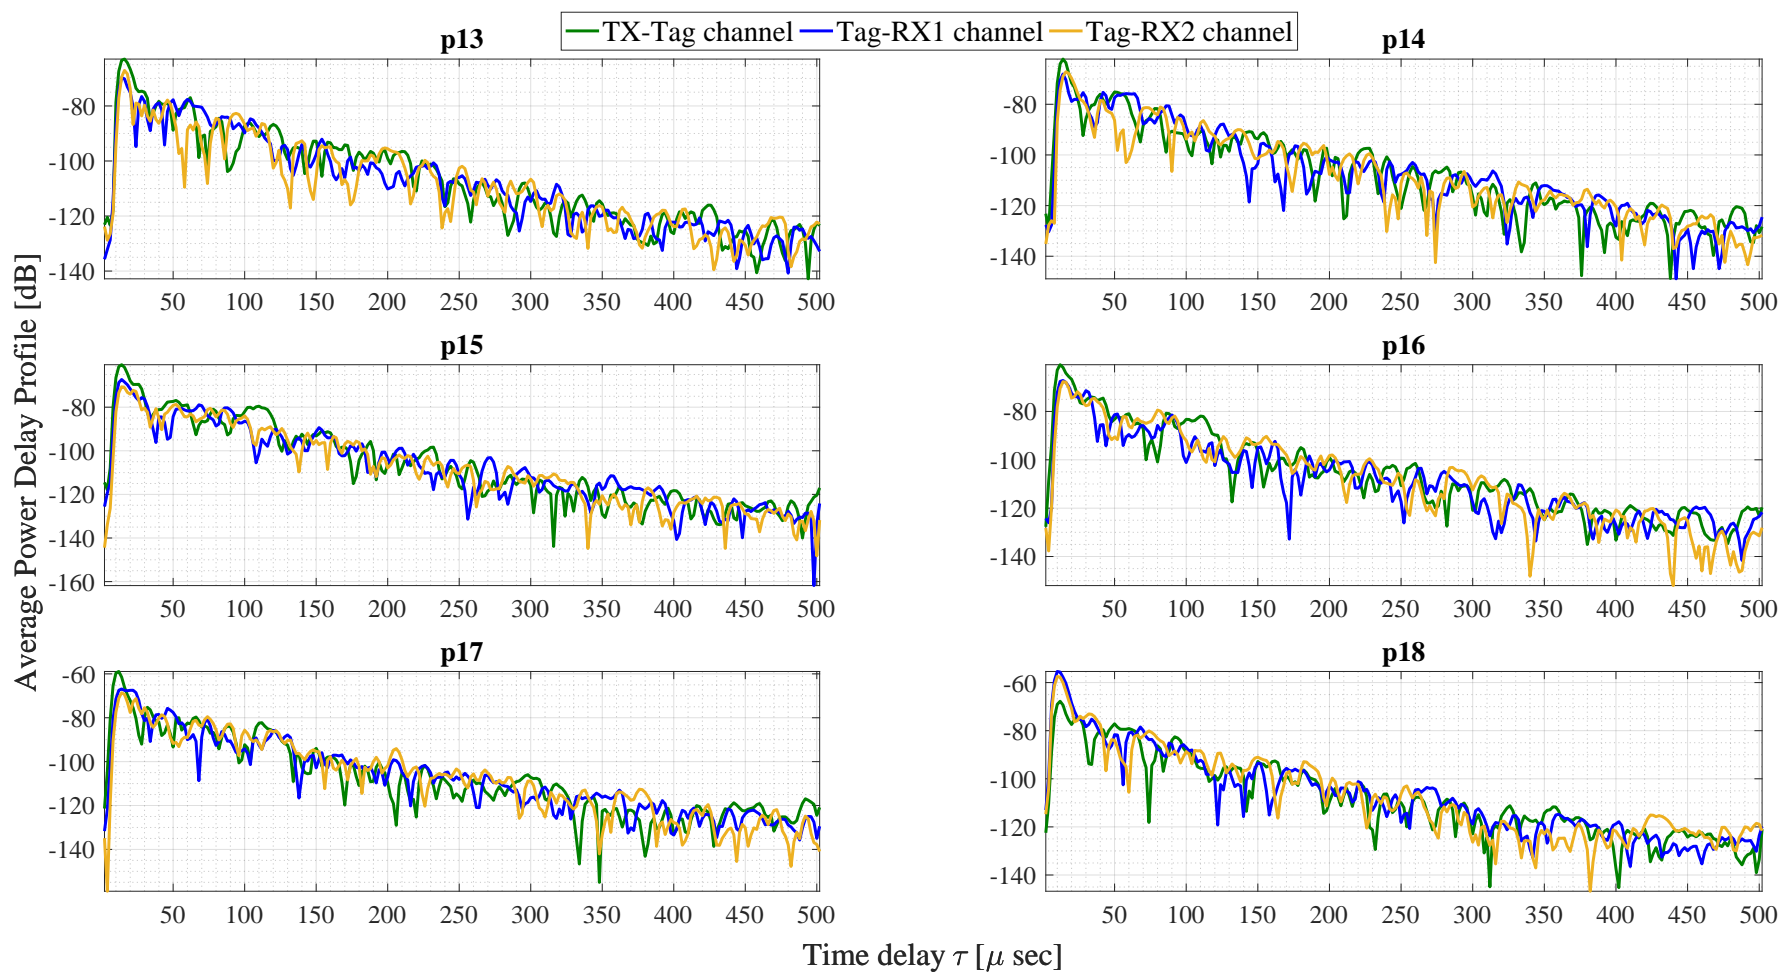 TX-Tag channel Tag-RX1 channel Tag-RX2 channel
p13 p14
-80 -100 -120 -140
50 100 150 200 250 300 350 400 450 500
-80 -100 -120 -140
50 100 150 200 250 300 350 400 450 500
p15 p16
-80 -100 -120 -140 -160
50 100 150 200 250 300 350 400 450 500
-80 -100 -120 -140
50 100 150 200 250 300 350 400 450 500
p17 p18
-60 -80 -100 -120 -140
50 100 150 200 250 300 350 400 450 500
-60 -80 -100 -120 -140
50 100 150 200 250 300 350 400 450 500
Average Power Delay Profile [dB]
Time delay τ [μ sec]